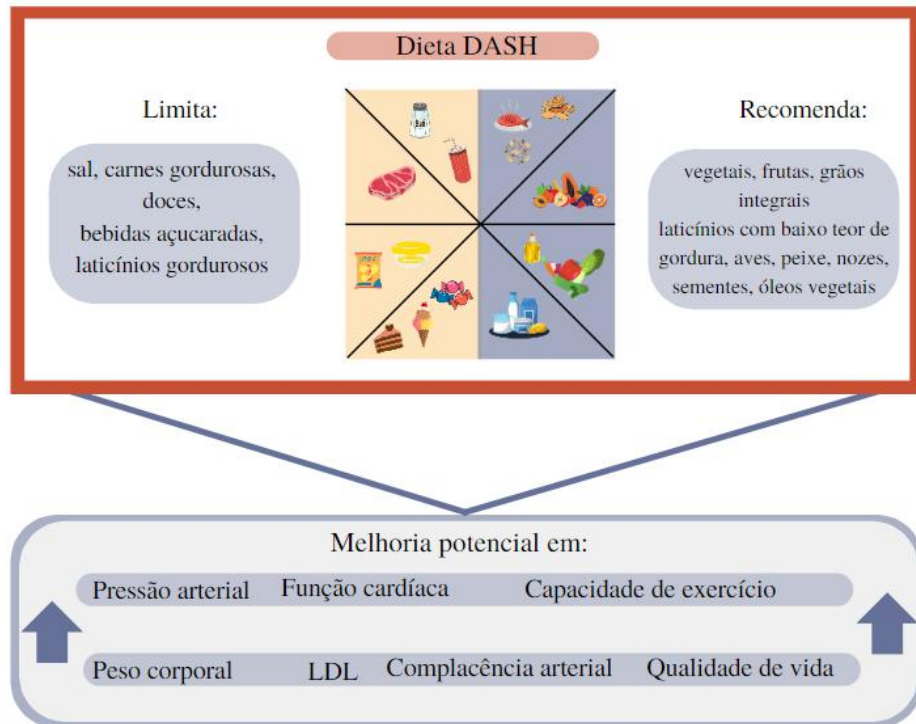 Dieta DASH
Limita:
sal, carnes gordurosas,
doces,
bebidas açucaradas,
laticínios gordurosos
Recomenda:
vegetais, frutas, grãos
integrais
laticínios com baixo teor de
gordura, aves, peixe, nozes,
sementes, óleos vegetais
Melhoria potencial em:
Pressão arterial Função cardíaca Capacidade de exercício
Peso corporal LDL Complacência arterial Qualidade de vida